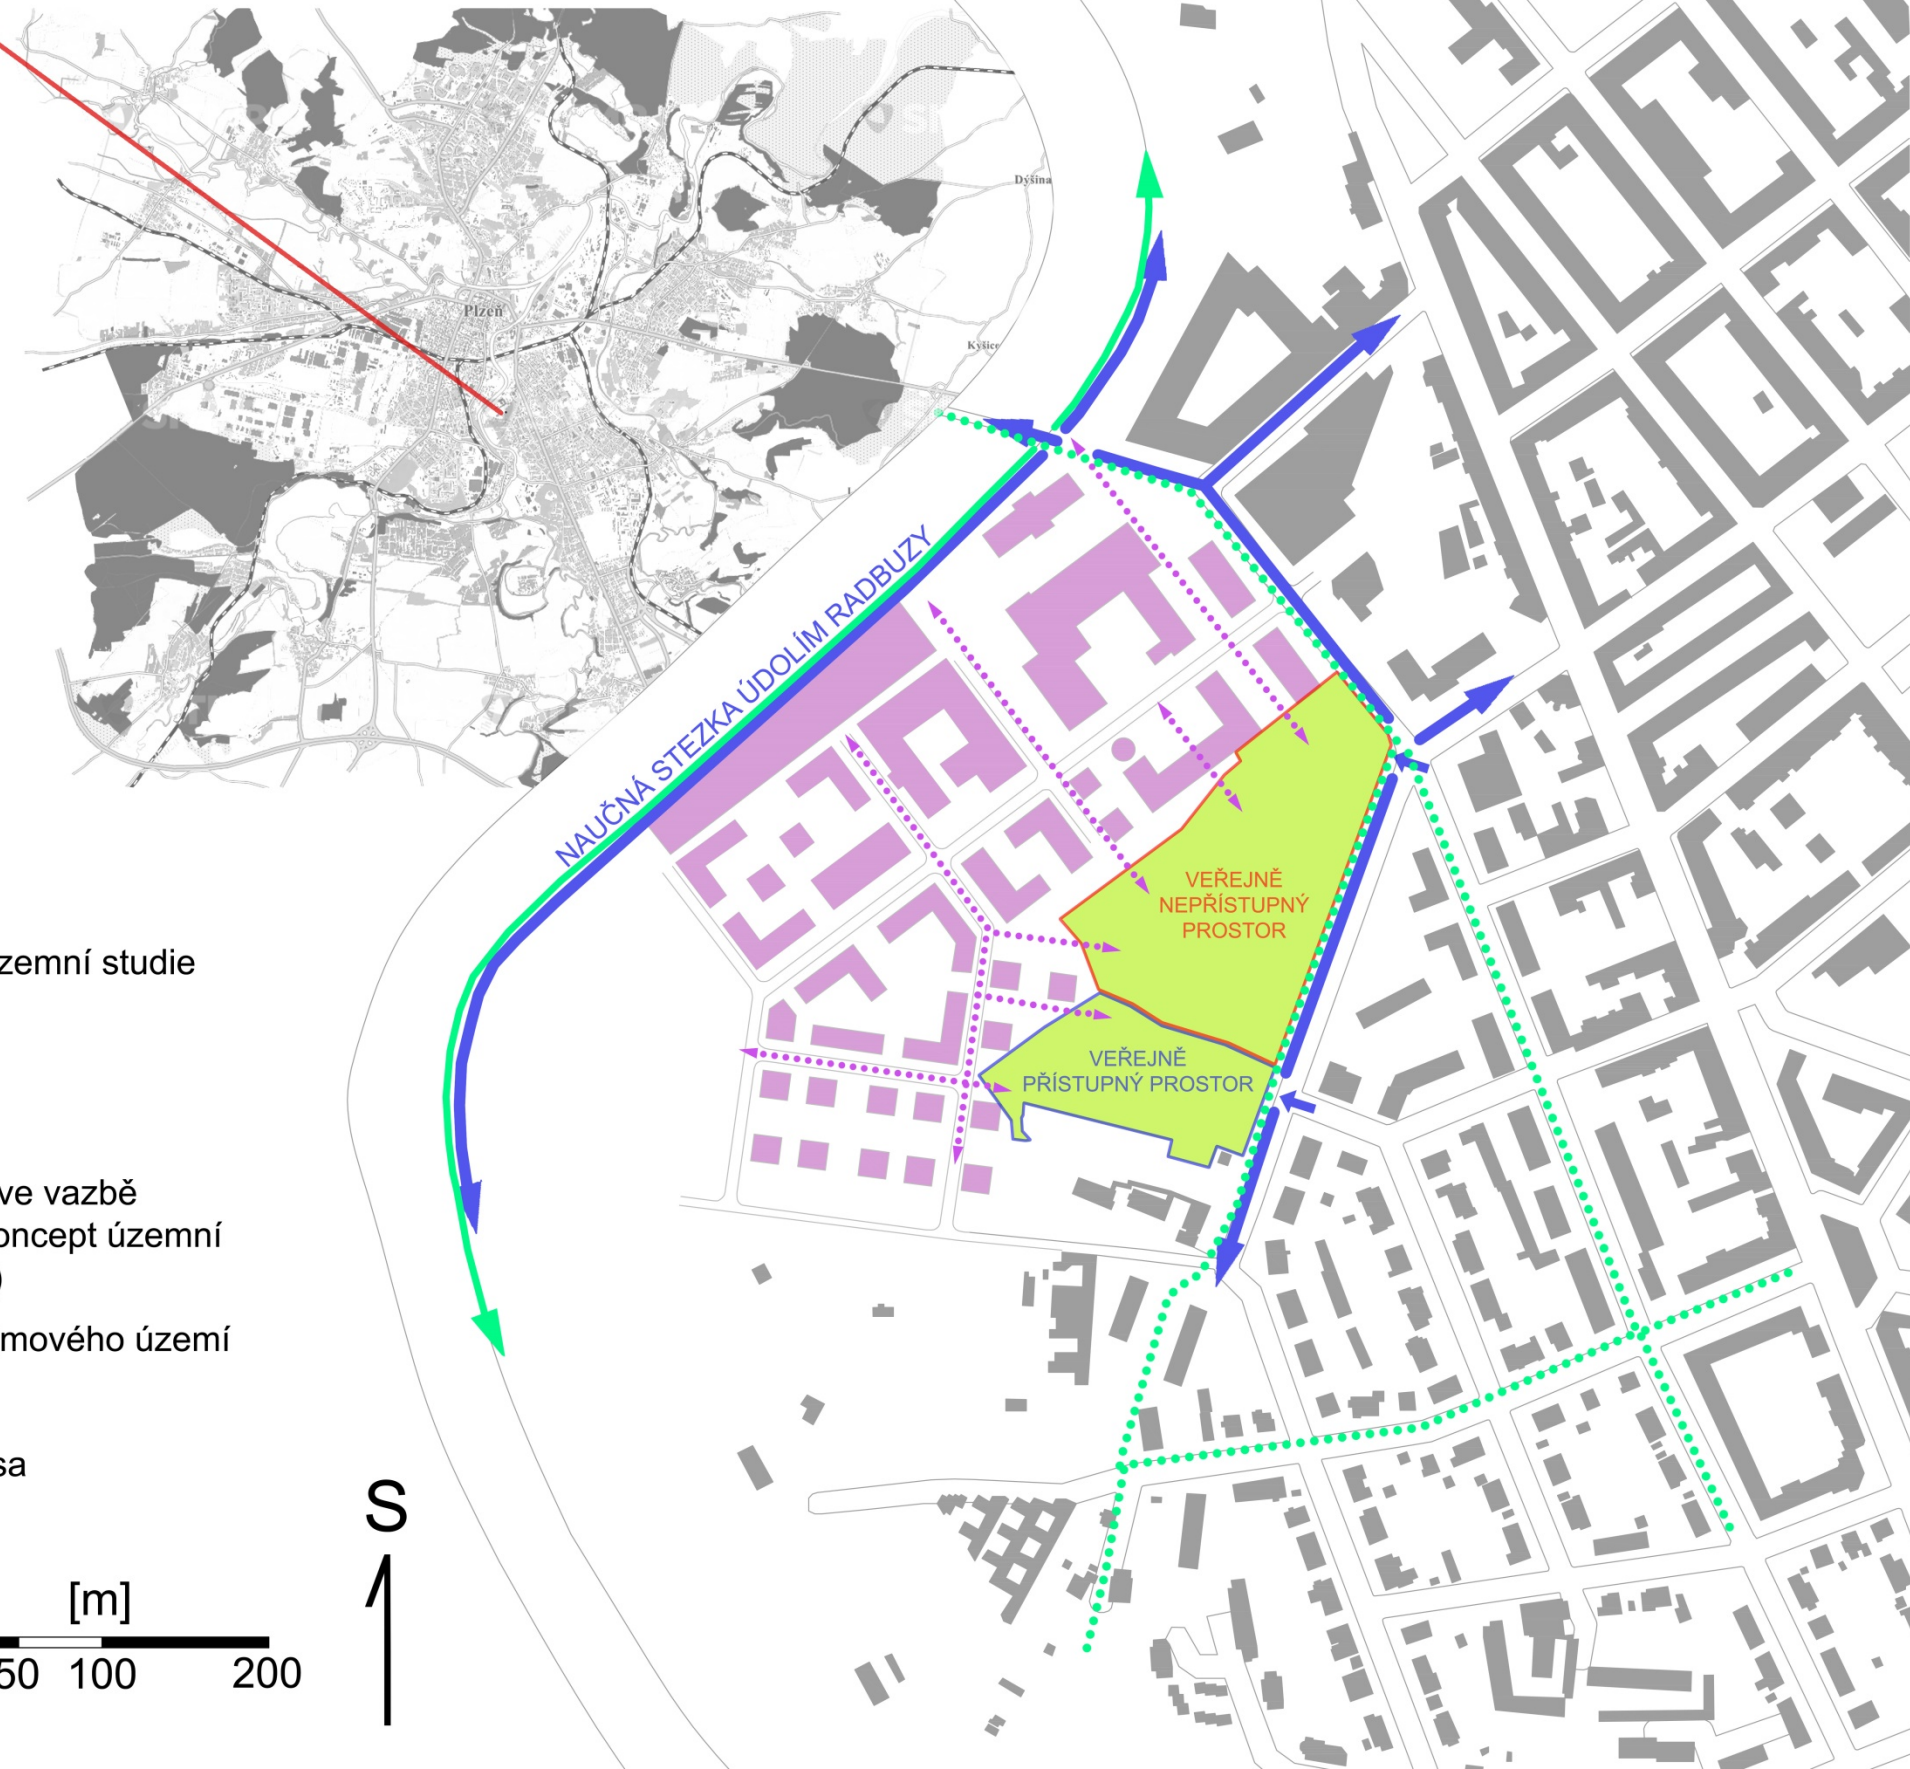 Dýšina
Plzeň
Kyšice
NAUČNÁ STEZKA ÚDOLÍM RADBUZY
VEŘEJNĚ
NEPŘÍSTUPNÝ
PROSTOR
VEŘEJNĚ
PŘÍSTUPNÝ PROSTOR
zemní studie
ve vazbě
oncept územní
)
mového území
sa
S
[m]
50 100 200